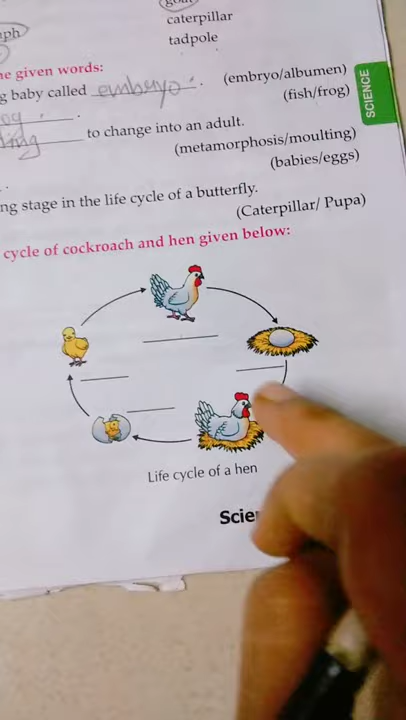 goat
caterpillar
tadpole
he given words:
g baby called embryo. (embryo/albumen)
(fish/frog)
to change into an adult.
(metamorphosis/moulting)
(babies/eggs)
ng stage in the life cycle of a butterfly.
(Caterpillar/ Pupa)
cycle of cockroach and hen given below:
Life cycle of a hen
SCIENCE